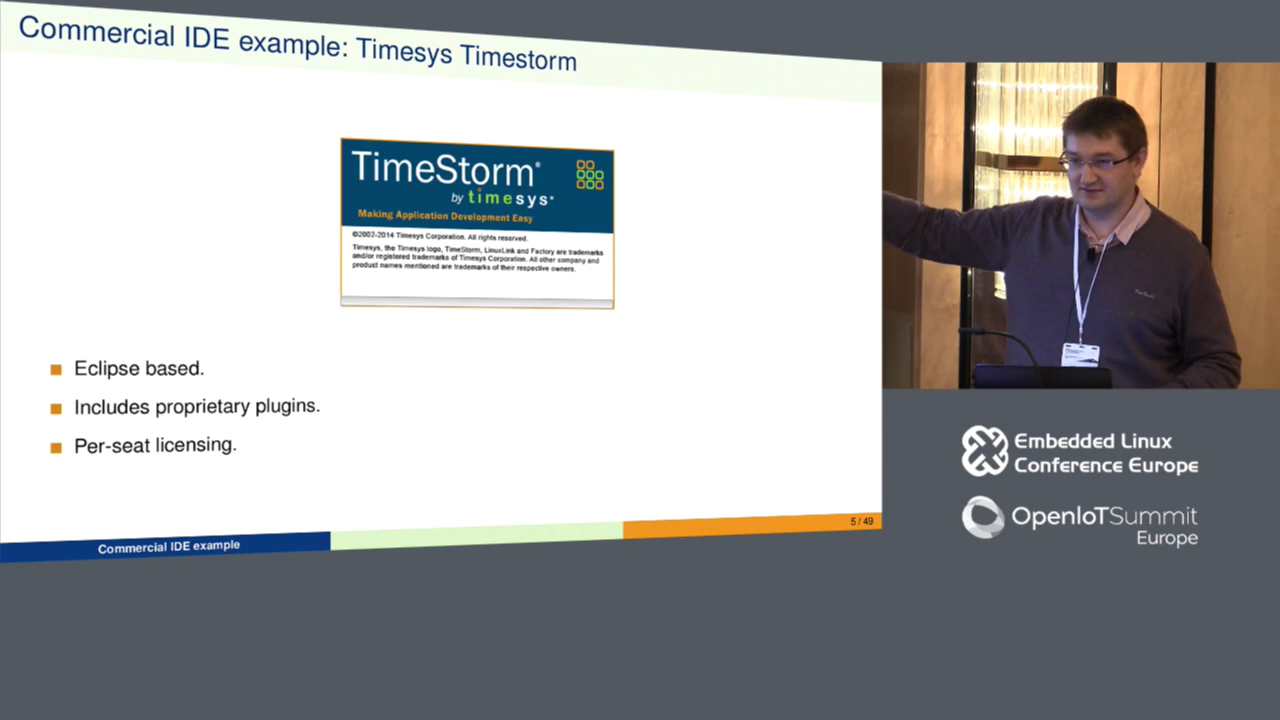 Commercial IDE example: Timesys Timestorm
TimeStorm®
by timesys®
Making Application Development Easy
©2002-2014 Timesys Corporation. All rights reserved.
Timesys, the Timesys logo, TimeStorm, LinuxLink and Factory are trademarks
and/or registered trademarks of Timesys Corporation. All other company and
product names mentioned are trademarks of their respective owners.
Eclipse based.
Includes proprietary plugins.
Per-seat licensing.
5 / 49
Commercial IDE example
Embedded Linux
Conference Europe
OpenIoTSummit
Europe